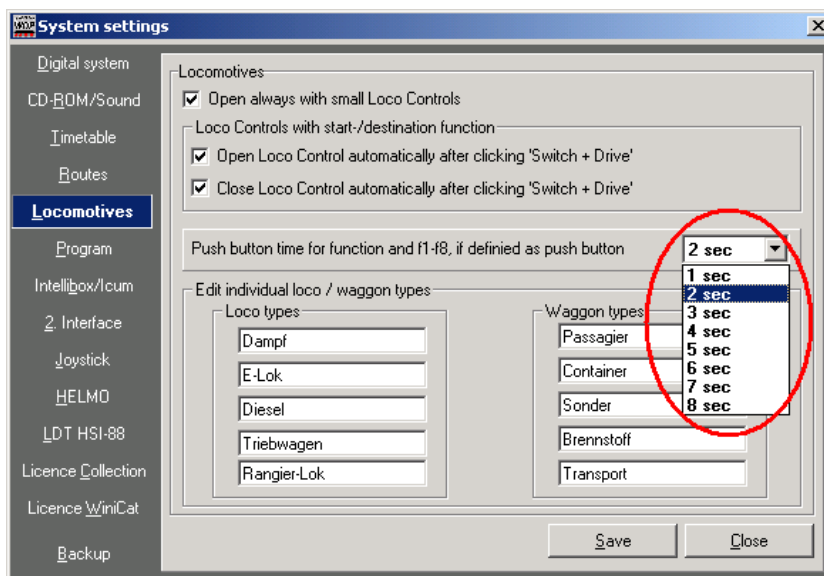 System settings
Digital system
CD-ROM/Sound
Timetable
Routes
Locomotives
Program
Intellibox/Icum
2. Interface
Joystick
HELMO
LDT HSI-88
Licence Collection
Licence WiniCat
Backup
Locomotives
Open always with small Loco Controls
Loco Controls with start-/destination function
Open Loco Control automatically after clicking 'Switch + Drive'
Close Loco Control automatically after clicking 'Switch + Drive'
Push button time for function and f1-f8, if definied as push button
2 sec
1 sec
2 sec
3 sec
4 sec
5 sec
6 sec
7 sec
8 sec
Edit individual loco / waggon types
Loco types
Dampf
E-Lok
Diesel
Triebwagen
Rangier-Lok
Waggon types
Passagier
Container
Sonder
Brennstoff
Transport
Save
Close